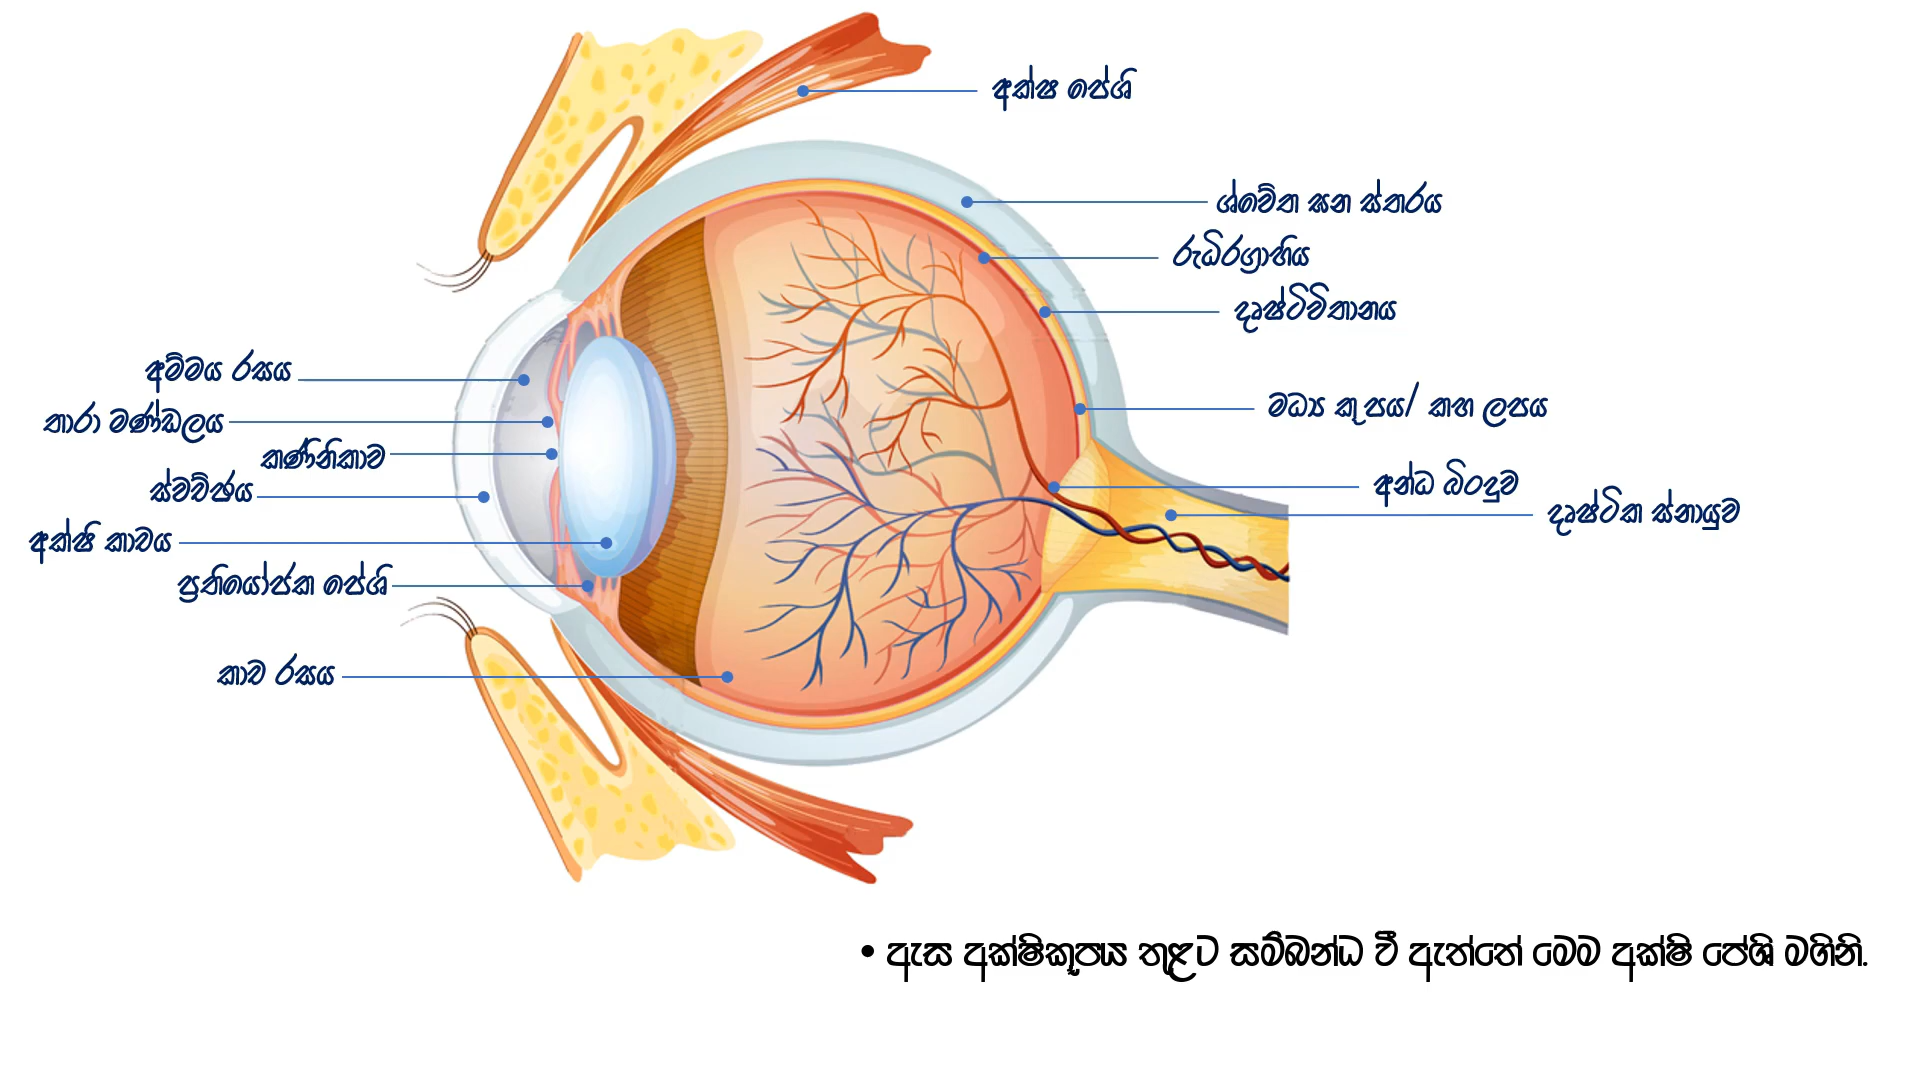 අක්ෂ පේශි
ශ්වේත ඝන ස්තරය
රුධිරග්‍රාහිය
දෘෂ්ටිවිතානය
අම්මය රසය
මධ්‍ය කූපය/ කහ ලපය
තාරා මණ්ඩලය
කණිනිකාව
ස්වච්ඡය
අන්ධ බිංදුව
දෘෂ්ටික ස්නායුව
අක්ෂි කාචය
ප්‍රතියෝජක පේශි
කාච රසය
• ඇස අක්ෂිකූපය තුළට සම්බන්ධ වී ඇත්තේ මෙම අක්ෂි පේශි මගිනි.